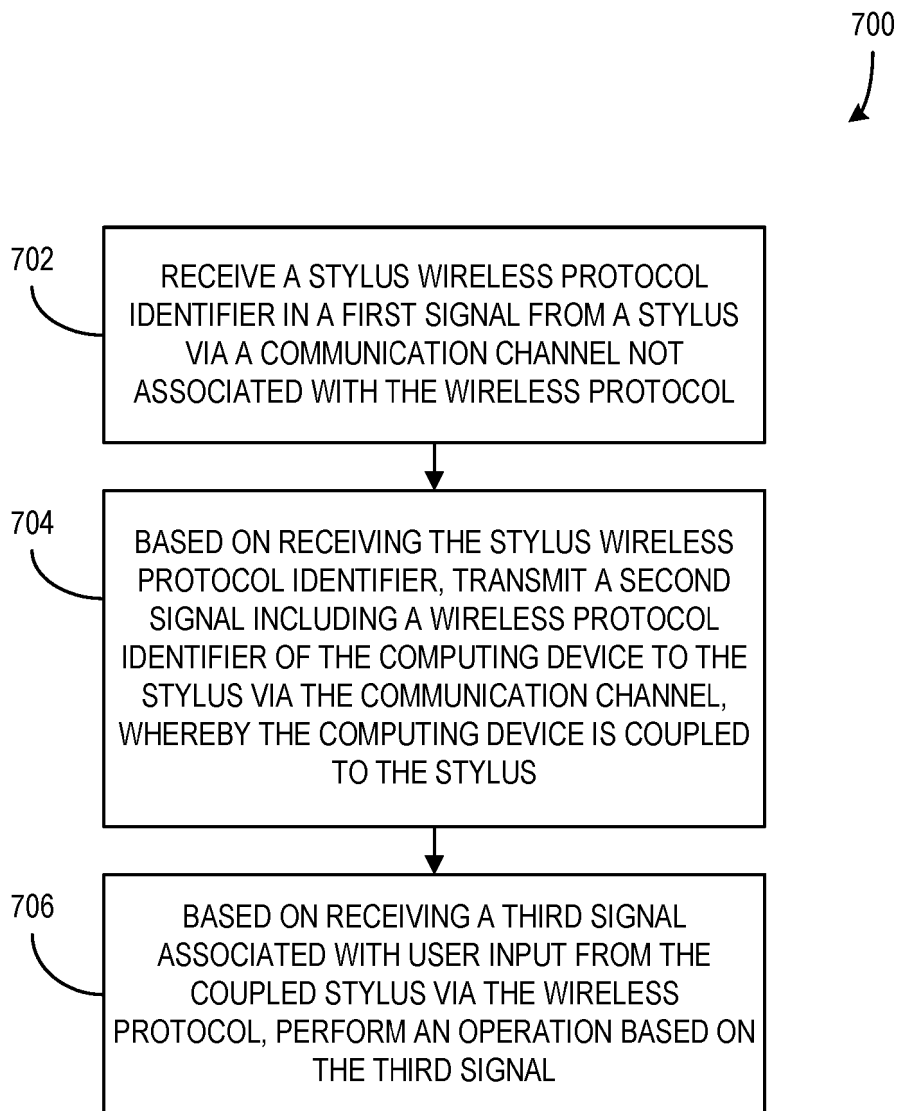 700
702
RECEIVE A STYLUS WIRELESS PROTOCOL
IDENTIFIER IN A FIRST SIGNAL FROM A STYLUS
VIA A COMMUNICATION CHANNEL NOT
ASSOCIATED WITH THE WIRELESS PROTOCOL
704
BASED ON RECEIVING THE STYLUS WIRELESS
PROTOCOL IDENTIFIER, TRANSMIT A SECOND
SIGNAL INCLUDING A WIRELESS PROTOCOL
IDENTIFIER OF THE COMPUTING DEVICE TO THE
STYLUS VIA THE COMMUNICATION CHANNEL,
WHEREBY THE COMPUTING DEVICE IS COUPLED
TO THE STYLUS
706
BASED ON RECEIVING A THIRD SIGNAL
ASSOCIATED WITH USER INPUT FROM THE
COUPLED STYLUS VIA THE WIRELESS
PROTOCOL, PERFORM AN OPERATION BASED ON
THE THIRD SIGNAL